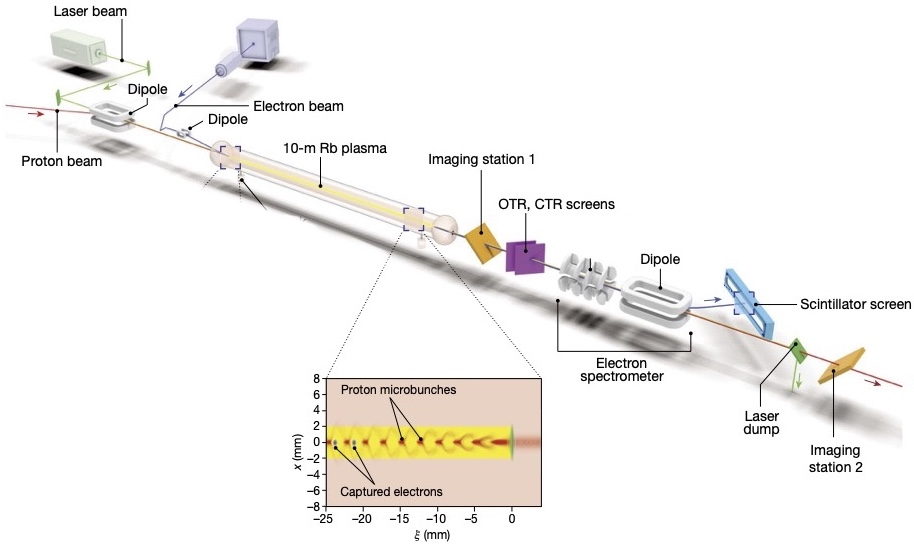 Laser beam
Dipole
Electron beam
Dipole
Proton beam
10-m Rb plasma
Imaging station 1
OTR, CTR screens
Dipole
Scintillator screen
Electron
spectrometer
Laser
dump
Imaging
station 2
8
6
4
2
0
−2
−4
−6
−8
x (mm)
Proton microbunches
Captured electrons
−25
−20
−15
−10
−5
0
ξ (mm)